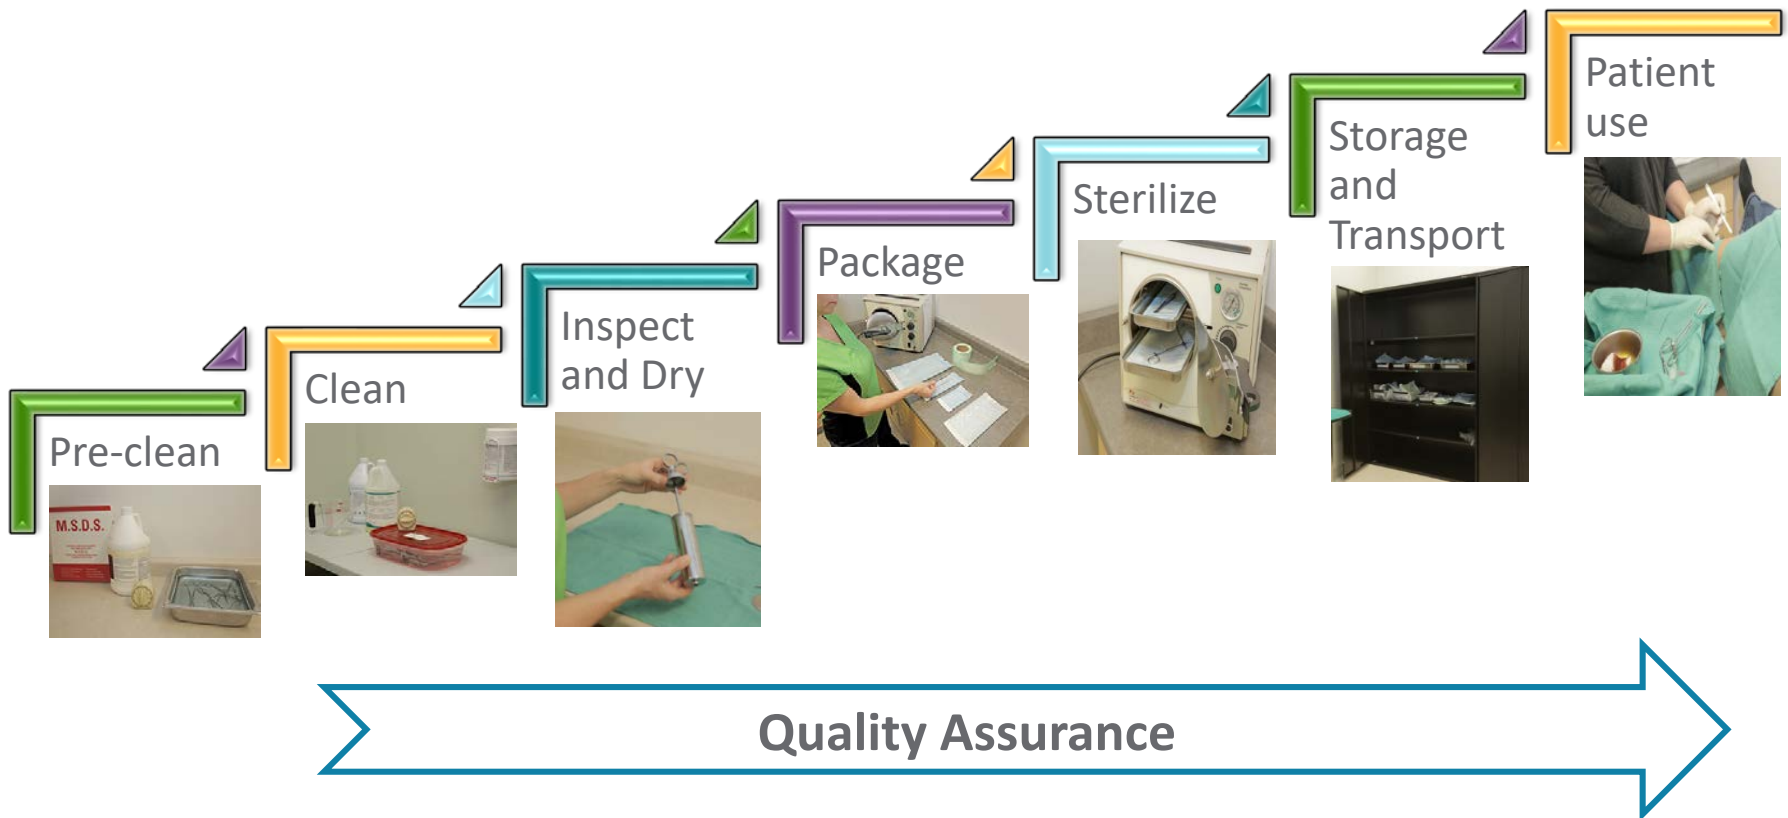 Pre-clean
M.S.D.S.
Clean
Inspect
and Dry
Package
Sterilize
Storage
and
Transport
Patient
use
Quality Assurance